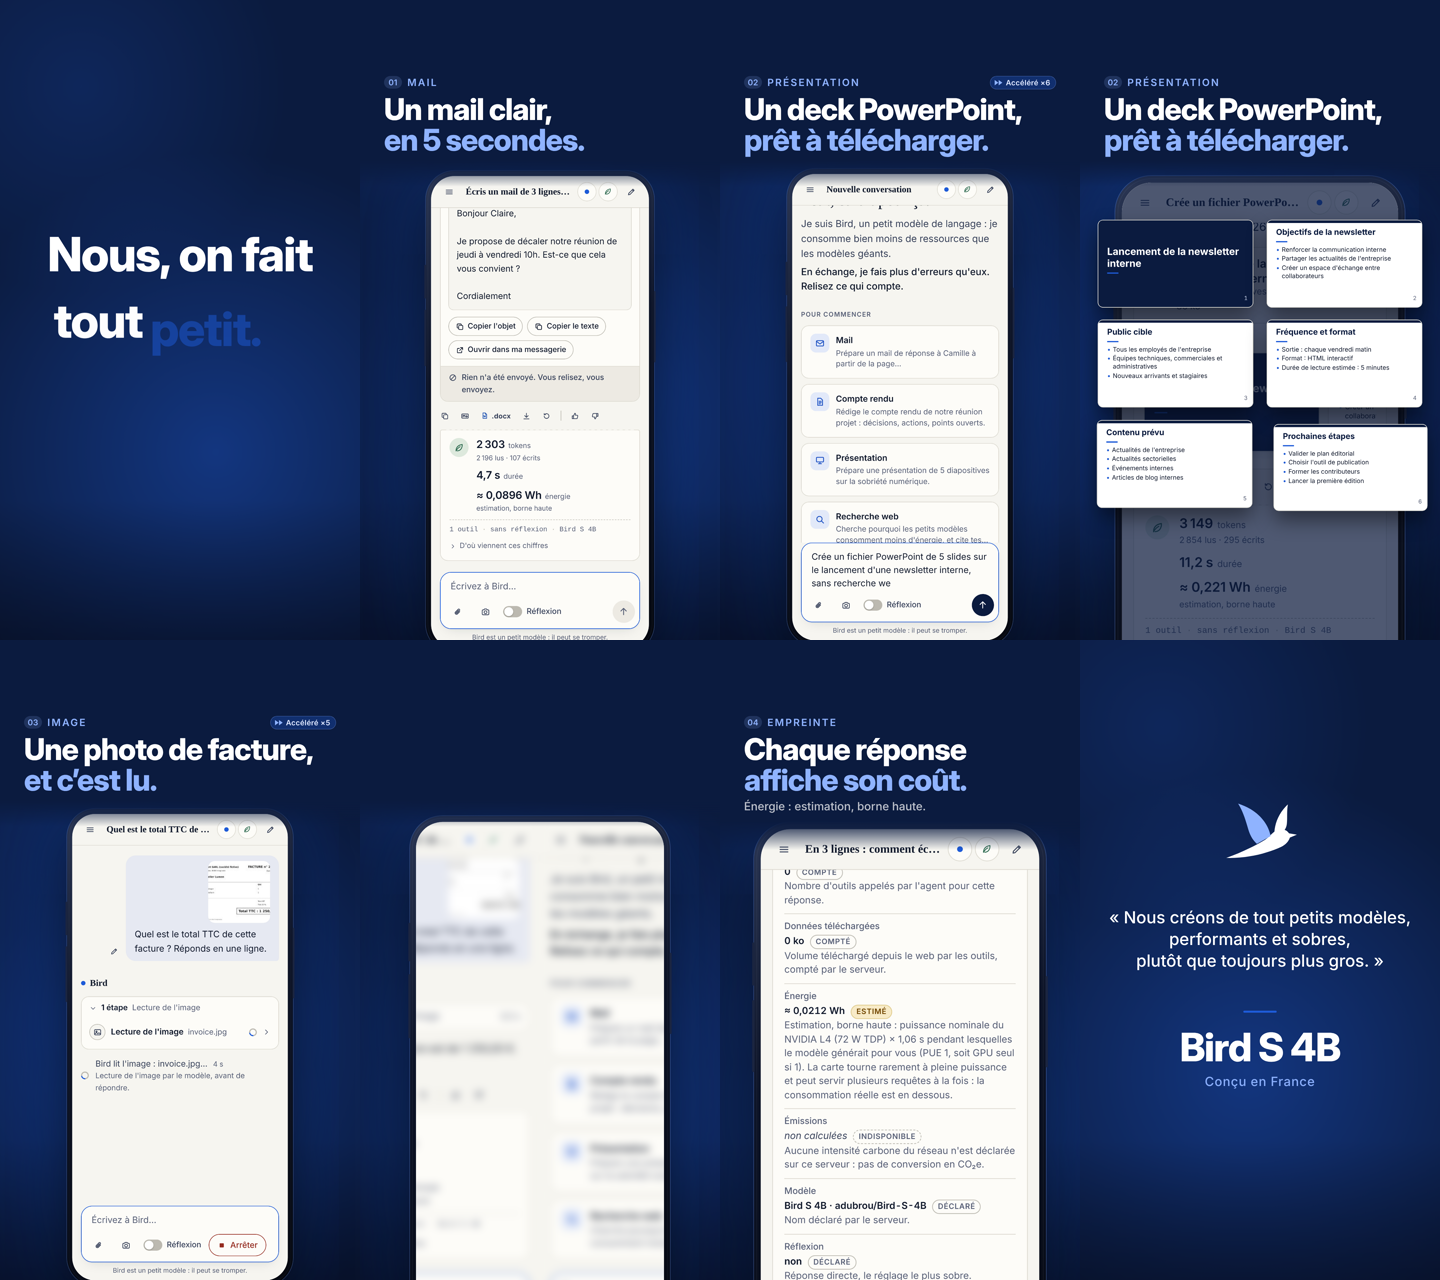 Nous, on fait
tout petit.
01 MAIL
Un mail clair,
en 5 secondes.
Écris un mail de 3 lignes...
Bonjour Claire,
Je propose de décaler notre réunion de
jeudi à vendredi 10h. Est-ce que cela
vous convient ?
Cordialement
Copier l'objet
Copier le texte
Ouvrir dans ma messagerie
Rien n'a été envoyé. Vous relisez, vous
envoyez.
.docx
2 303 tokens
2 196 lus · 107 écrits
4,7 s durée
≈ 0,0896 Wh énergie
estimation, borne haute
1 outil · sans réflexion · Bird S 4B
D'où viennent ces chiffres
Écrivez à Bird...
Réflexion
Bird est un petit modèle : il peut se tromper.
02 PRÉSENTATION
Accéléré ×6
Un deck PowerPoint,
prêt à télécharger.
Nouvelle conversation
Je suis Bird, un petit modèle de langage : je
consomme bien moins de ressources que
les modèles géants.
En échange, je fais plus d'erreurs qu'eux.
Relisez ce qui compte.
POUR COMMENCER
Mail
Prépare un mail de réponse à Camille à
partir de la page...
Compte rendu
Rédige le compte rendu de notre réunion
projet : décisions, actions, points ouverts.
Présentation
Prépare une présentation de 5 diapositives
sur la sobriété numérique.
Recherche web
Cherche pourquoi les petits modèles
consomment moins d'énergie, et cite tes...
Crée un fichier PowerPoint de 5 slides sur
le lancement d'une newsletter interne,
sans recherche we
Réflexion
Bird est un petit modèle : il peut se tromper.
02 PRÉSENTATION
Un deck PowerPoint,
prêt à télécharger.
Crée un fichier PowerPo...
Lancement de la newsletter
interne
1
Objectifs de la newsletter
• Renforcer la communication interne
• Partager les actualités de l'entreprise
• Créer un espace d'échange entre
collaborateurs
2
Public cible
• Tous les employés de l'entreprise
• Équipes techniques, commerciales et
administratives
• Nouveaux arrivants et stagiaires
3
Fréquence et format
• Sortie : chaque vendredi matin
• Format : HTML interactif
• Durée de lecture estimée : 5 minutes
4
Contenu prévu
• Actualités de l'entreprise
• Actualités sectorielles
• Événements internes
• Articles de blog internes
5
Prochaines étapes
• Valider le plan éditorial
• Choisir l'outil de publication
• Former les contributeurs
• Lancer la première édition
6
3 149 tokens
2 854 lus · 295 écrits
11,2 s durée
≈ 0,221 Wh énergie
estimation, borne haute
1 outil · sans réflexion · Bird S 4B
03 IMAGE
Accéléré ×5
Une photo de facture,
et c'est lu.
Quel est le total TTC de ...
Quel est le total TTC de cette
facture ? Réponds en une ligne.
Bird
1 étape Lecture de l'image
Lecture de l'image invoice.jpg
Bird lit l'image : invoice.jpg... 4 s
Lecture de l'image par le modèle, avant de
répondre.
Écrivez à Bird...
Réflexion
Arrêter
Bird est un petit modèle : il peut se tromper.
04 EMPREINTE
Chaque réponse
affiche son coût.
Énergie : estimation, borne haute.
En 3 lignes : comment éc...
0 COMPTÉ
Nombre d'outils appelés par l'agent pour cette
réponse.
Données téléchargées
0 ko COMPTÉ
Volume téléchargé depuis le web par les outils,
compté par le serveur.
Énergie
≈ 0,0212 Wh ESTIMÉ
Estimation, borne haute : puissance nominale du
NVIDIA L4 (72 W TDP) × 1,06 s pendant lesquelles
le modèle générait pour vous (PUE 1, soit GPU seul
si 1). La carte tourne rarement à pleine puissance
et peut servir plusieurs requêtes à la fois : la
consommation réelle est en dessous.
Émissions
non calculées INDISPONIBLE
Aucune intensité carbone du réseau n'est déclarée
sur ce serveur : pas de conversion en CO₂e.
Modèle
Bird S 4B · adubrou/Bird-S-4B DÉCLARÉ
Nom déclaré par le serveur.
Réflexion
non DÉCLARÉ
Réponse directe, le réglage le plus sobre.
« Nous créons de tout petits modèles,
performants et sobres,
plutôt que toujours plus gros. »
Bird S 4B
Conçu en France